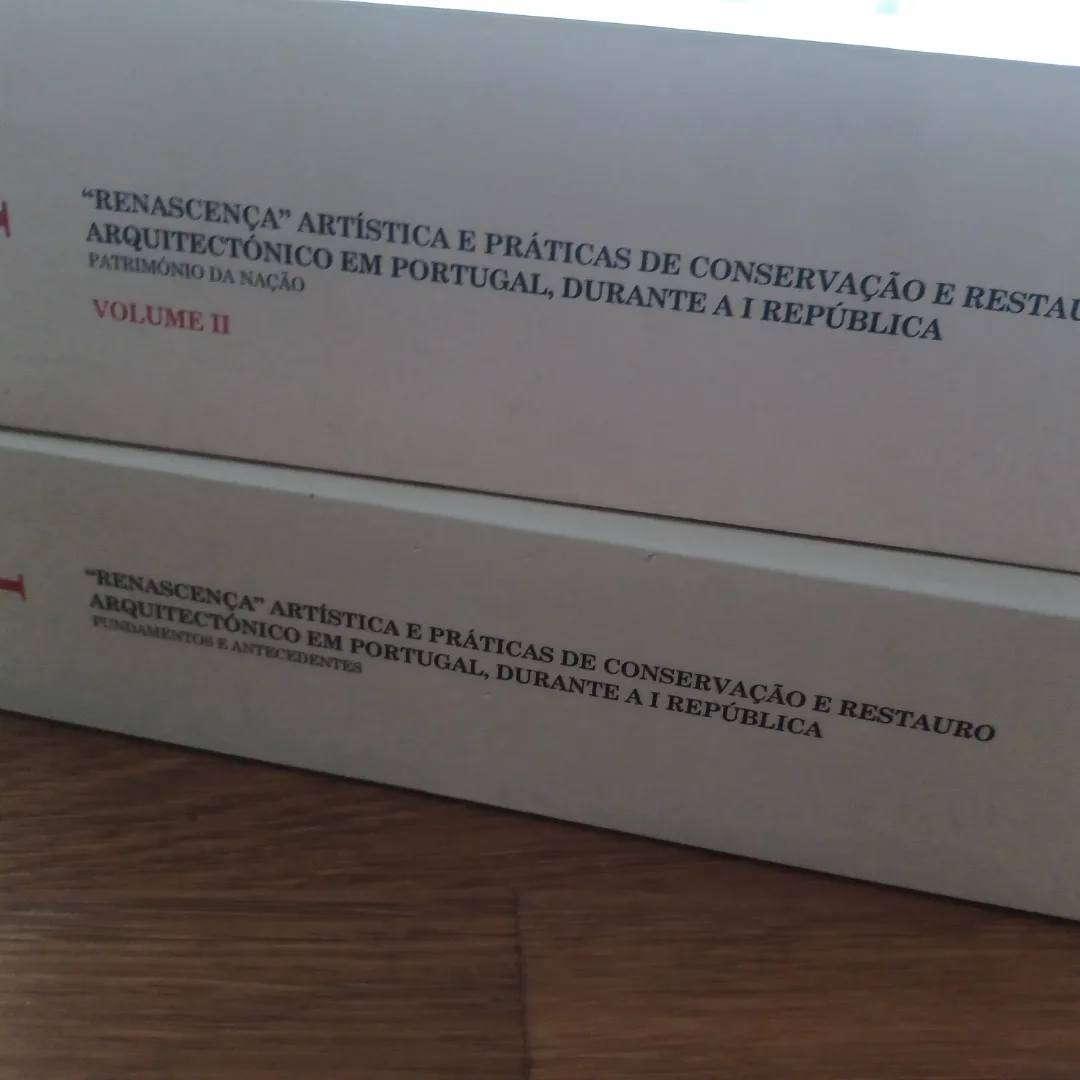 “RENASCENÇA” ARTÍSTICA E PRÁTICAS DE CONSERVAÇÃO E RESTAU
ARQUITECTÓNICO EM PORTUGAL, DURANTE A I REPÚBLICA
PATRIMÓNIO DA NAÇÃO
VOLUME II
“RENASCENÇA” ARTÍSTICA E PRÁTICAS DE CONSERVAÇÃO E RESTAURO
ARQUITECTÓNICO EM PORTUGAL, DURANTE A I REPÚBLICA
FUNDAMENTOS E ANTECEDENTES